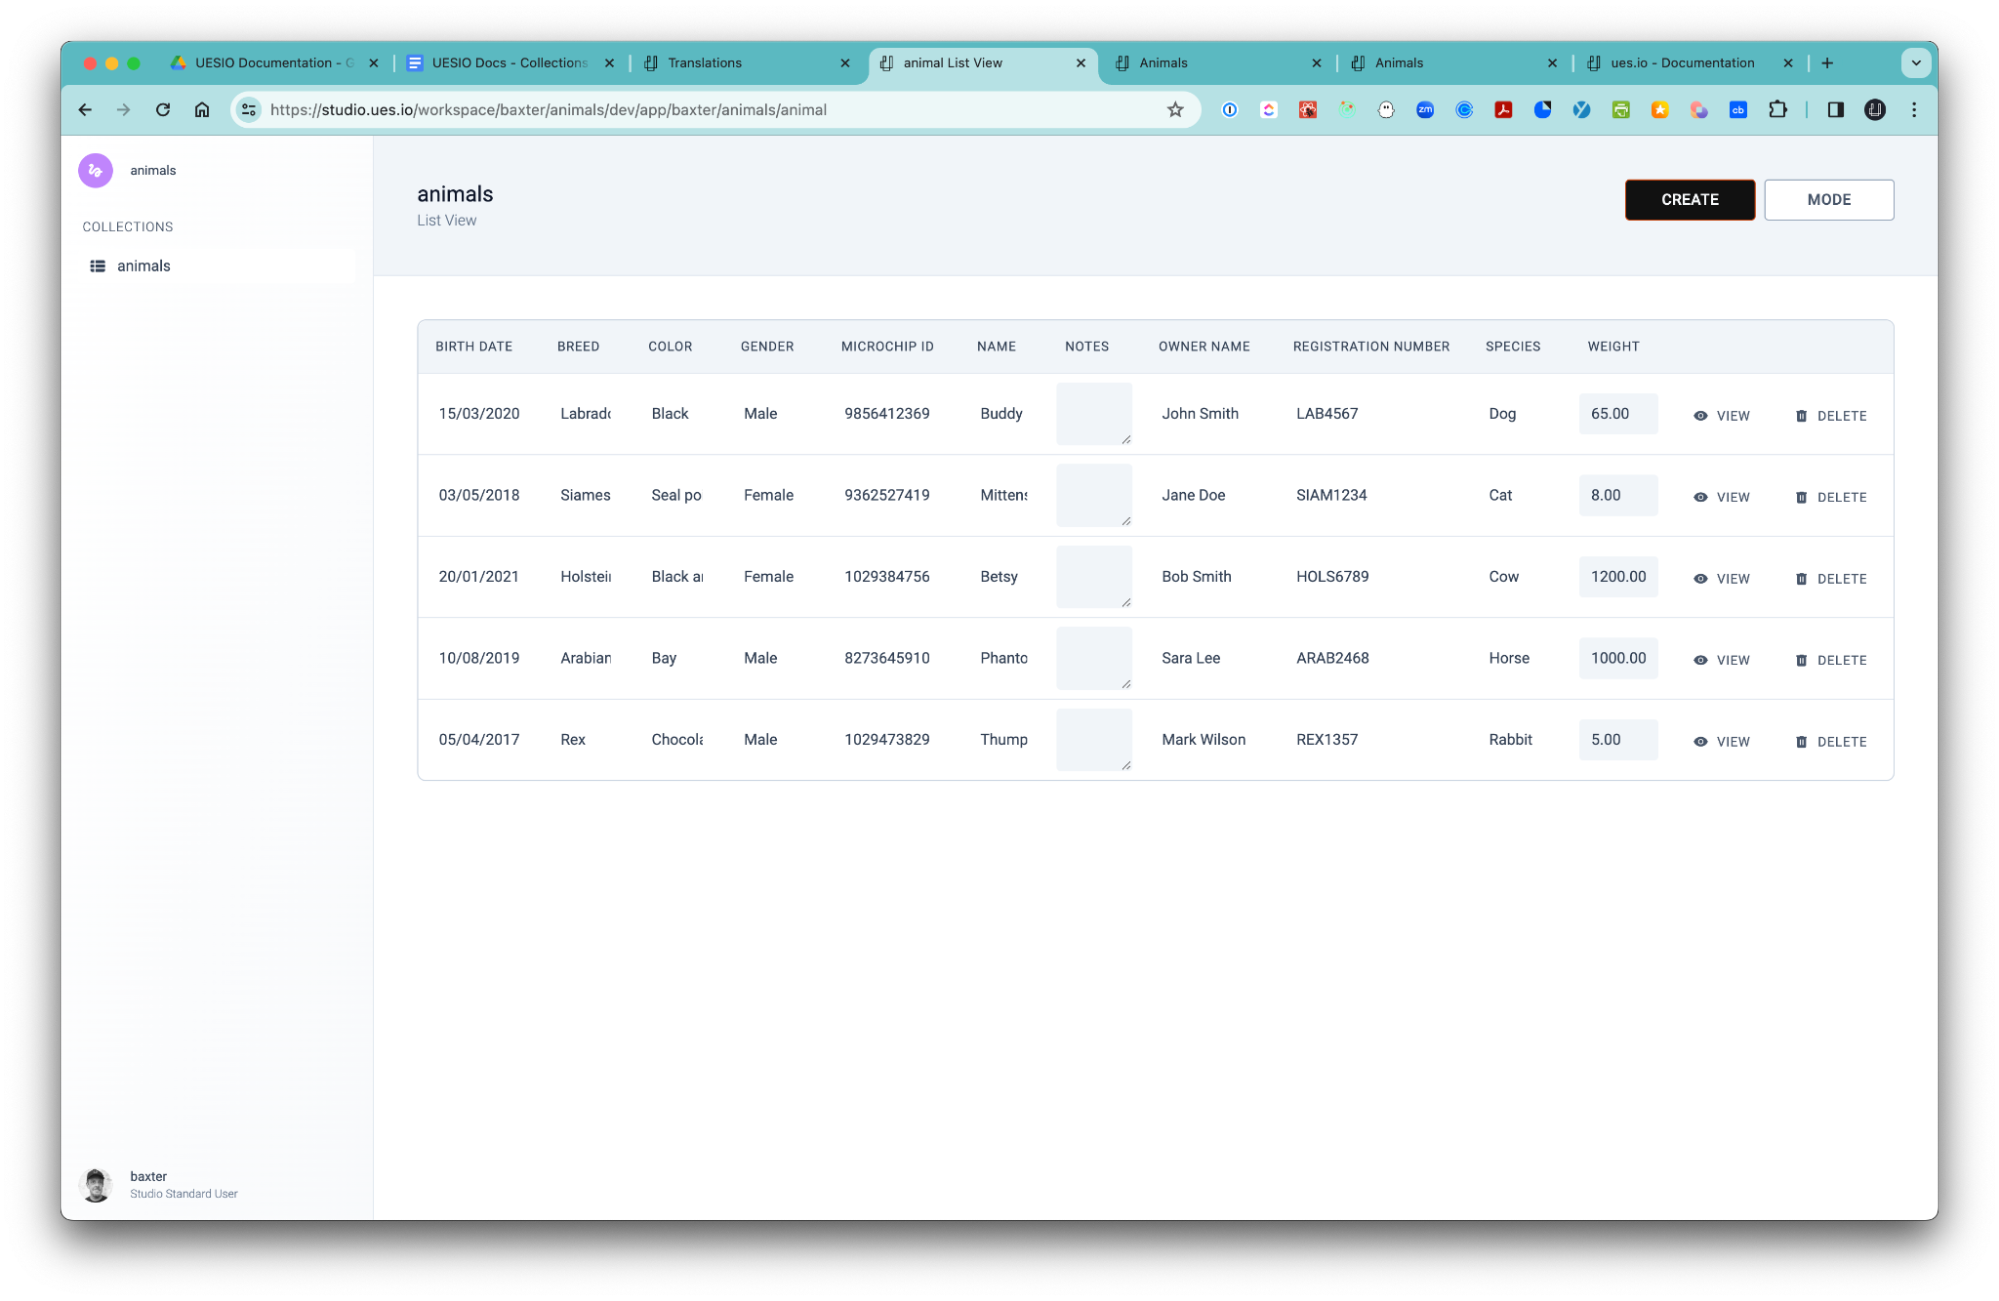 UESIO Documentation - G
UESIO Docs - Collections
Translations
animal List View
Animals
Animals
ues.io - Documentation
https://studio.ues.io/workspace/baxter/animals/dev/app/baxter/animals/animal
zm
cb
animals
COLLECTIONS
animals
animals
List View
CREATE
MODE
BIRTH DATE BREED COLOR GENDER MICROCHIP ID NAME NOTES OWNER NAME REGISTRATION NUMBER SPECIES WEIGHT
15/03/2020 Labrado Black Male 9856412369 Buddy John Smith LAB4567 Dog 65.00 VIEW DELETE
03/05/2018 Siames Seal po Female 9362527419 Mittens Jane Doe SIAM1234 Cat 8.00 VIEW DELETE
20/01/2021 Holstei Black a Female 1029384756 Betsy Bob Smith HOLS6789 Cow 1200.00 VIEW DELETE
10/08/2019 Arabian Bay Male 8273645910 Phanto Sara Lee ARAB2468 Horse 1000.00 VIEW DELETE
05/04/2017 Rex Chocola Male 1029473829 Thump Mark Wilson REX1357 Rabbit 5.00 VIEW DELETE
baxter
Studio Standard User